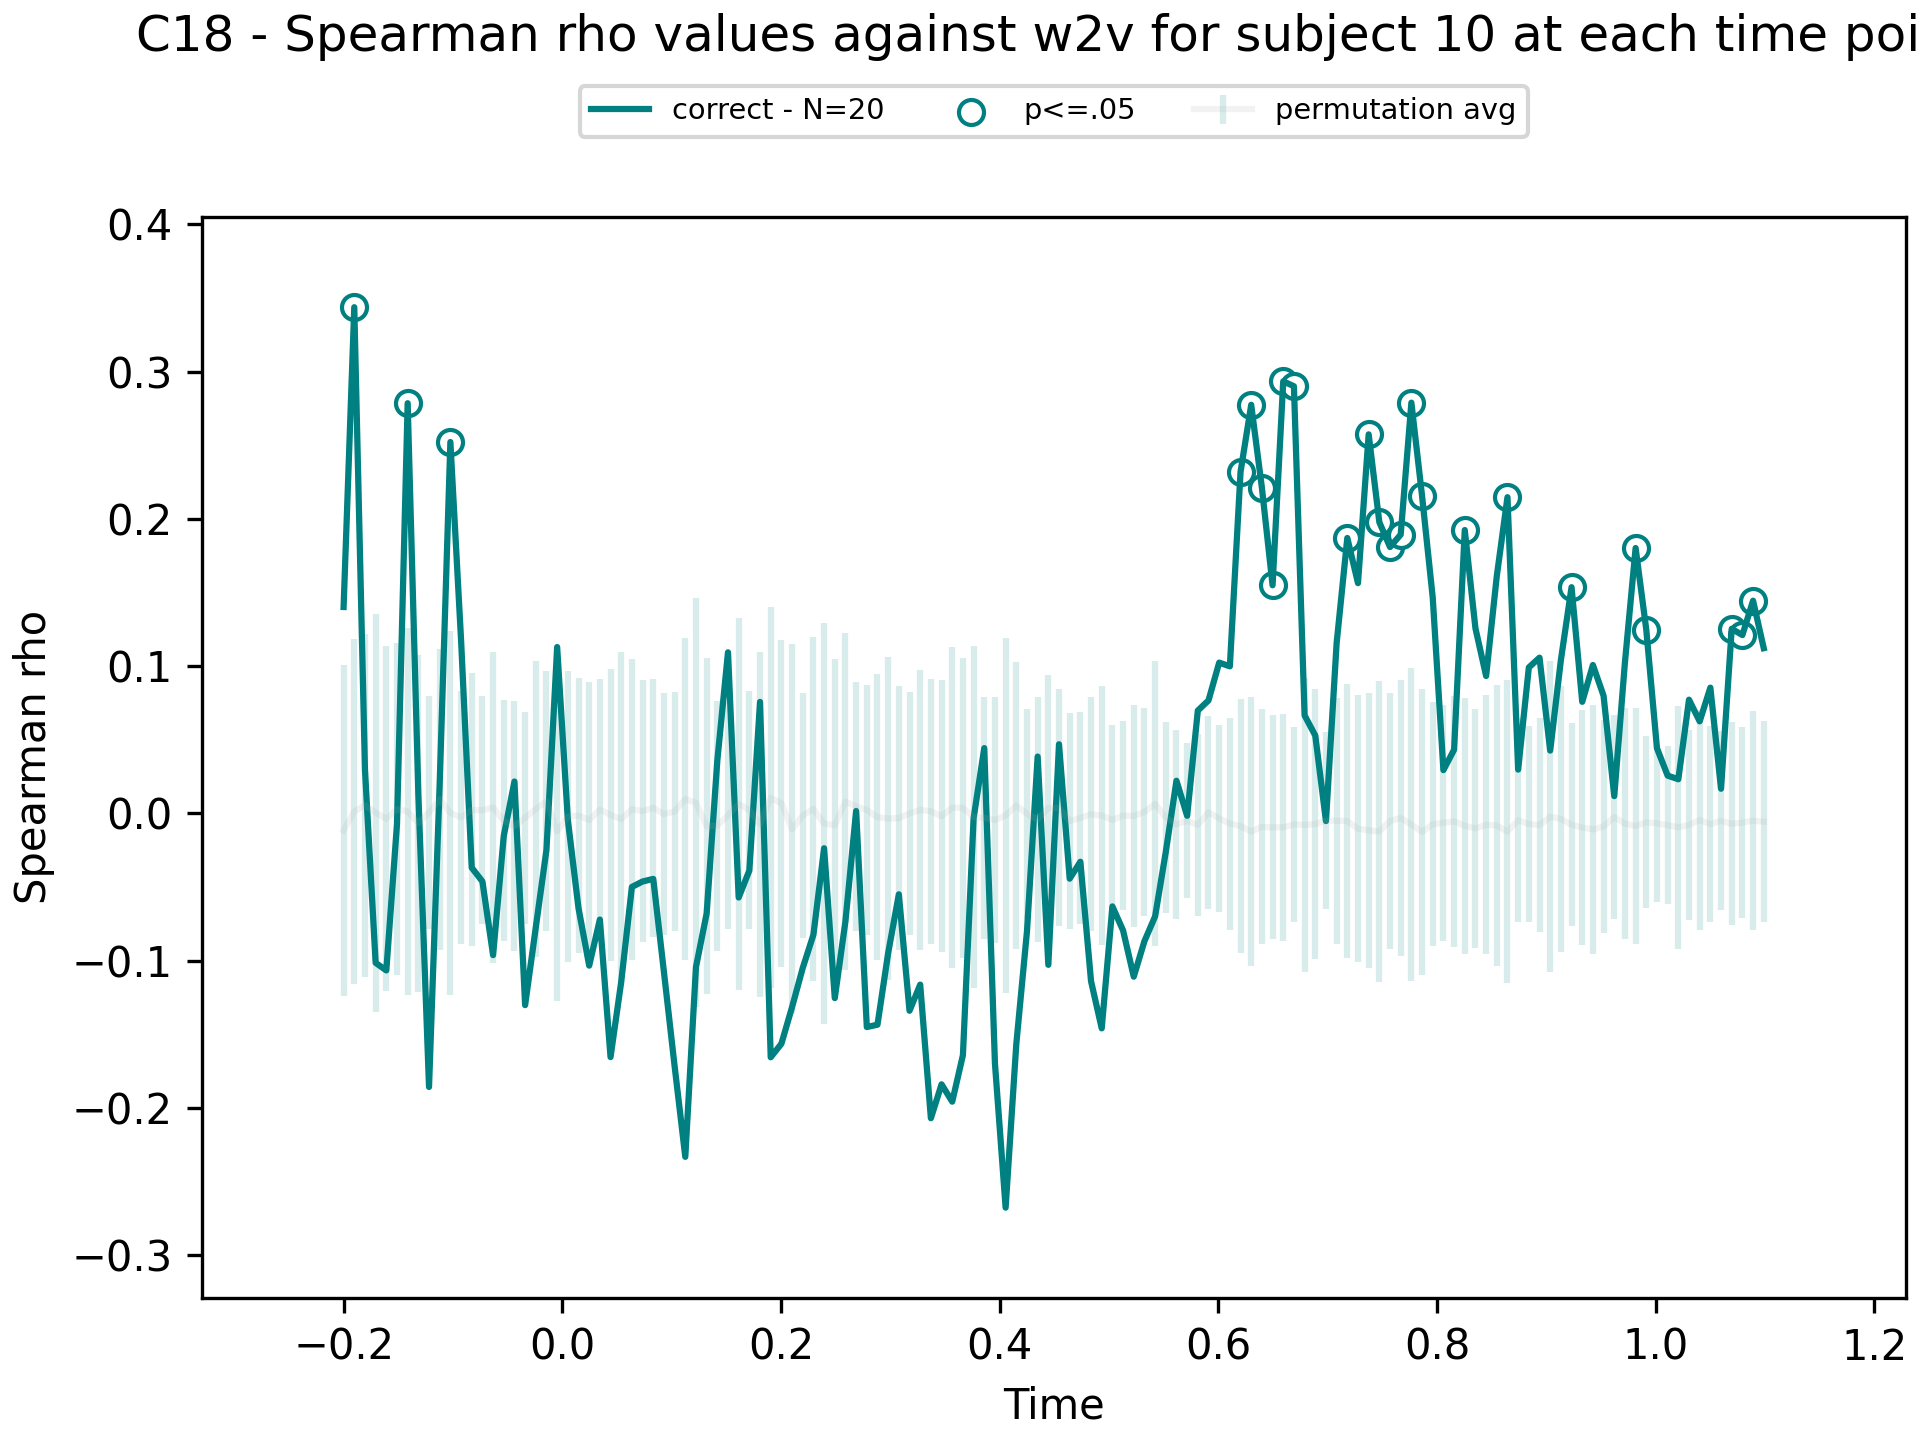 C18 - Spearman rho values against w2v for subject 10 at each time poi
correct - N=20
p<=.05
permutation avg
0.4
0.3
0.2
0.1
0.0
−0.1
−0.2
−0.3
Spearman rho
−0.2
0.0
0.2
0.4
0.6
0.8
1.0
1.2
Time